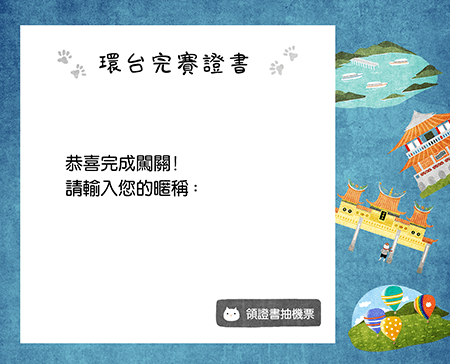 環台完賽證書
恭喜完成闖關！
請輸入您的暱稱：
領證書抽機票